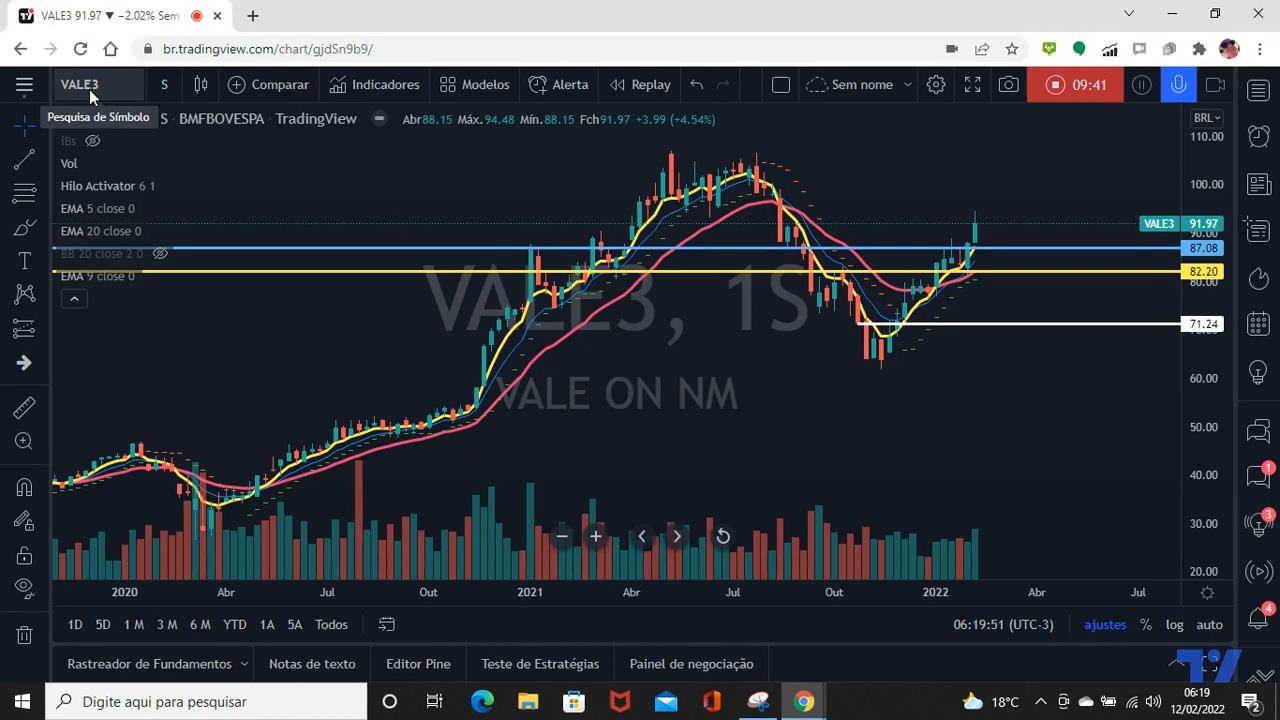 VALE3 91.97 ▼ −2.02% Sem
br.tradingview.com/chart/gjdSn9b9/
VALE3 S Comparar Indicadores Modelos Alerta Replay Sem nome 09:41
Pesquisa de Símbolo
S BMFBOVESPA TradingView Abr88.15 Máx.94.48 Mín.88.15 Fch91.97 +3.99 (+4.54%) BRL
110.00
IBS
Vol
Hilo Activator 6 1
100.00
EMA 5 close 0
VALE3 91.97
EMA 20 close 0
90.00
87.08
BB 20 close 2 0
EMA 9 close 0
82.20
80.00
VALE3, 1S
71.24
60.00
VALE ON NM
50.00
40.00
30.00
20.00
2020 Abr Jul Out 2021 Abr Jul Out 2022 Abr Jul
1D 5D 1 M 3 M 6 M YTD 1A 5A Todos 06:19:51 (UTC-3) ajustes % log auto
Rastreador de Fundamentos Notas de texto Editor Pine Teste de Estratégias Painel de negociação
1
3
4
Digite aqui para pesquisar
18°C
06:19
12/02/2022
2